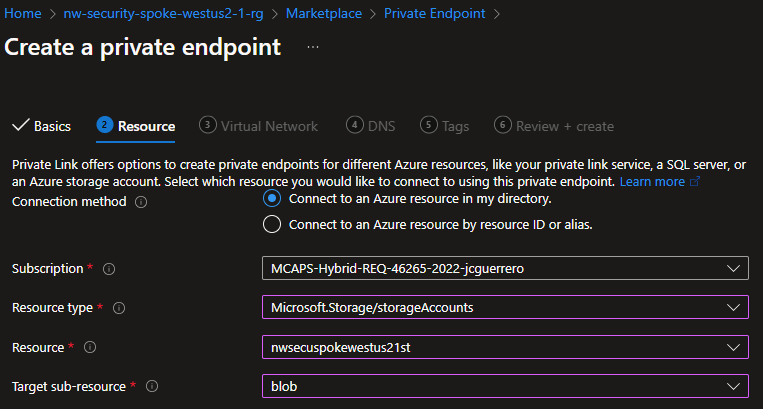 Home > nw-security-spoke-westus2-1-rg > Marketplace > Private Endpoint >
Create a private endpoint ...
Basics 2 Resource 3 Virtual Network 4 DNS 5 Tags 6 Review + create
Private Link offers options to create private endpoints for different Azure resources, like your private link service, a SQL server, or
an Azure storage account. Select which resource you would like to connect to using this private endpoint. Learn more
Connection method Connect to an Azure resource in my directory.
Connect to an Azure resource by resource ID or alias.
Subscription * MCAPS-Hybrid-REQ-46265-2022-jcguerrero
Resource type * Microsoft.Storage/storageAccounts
Resource * nwsecuspokewestus21st
Target sub-resource * blob